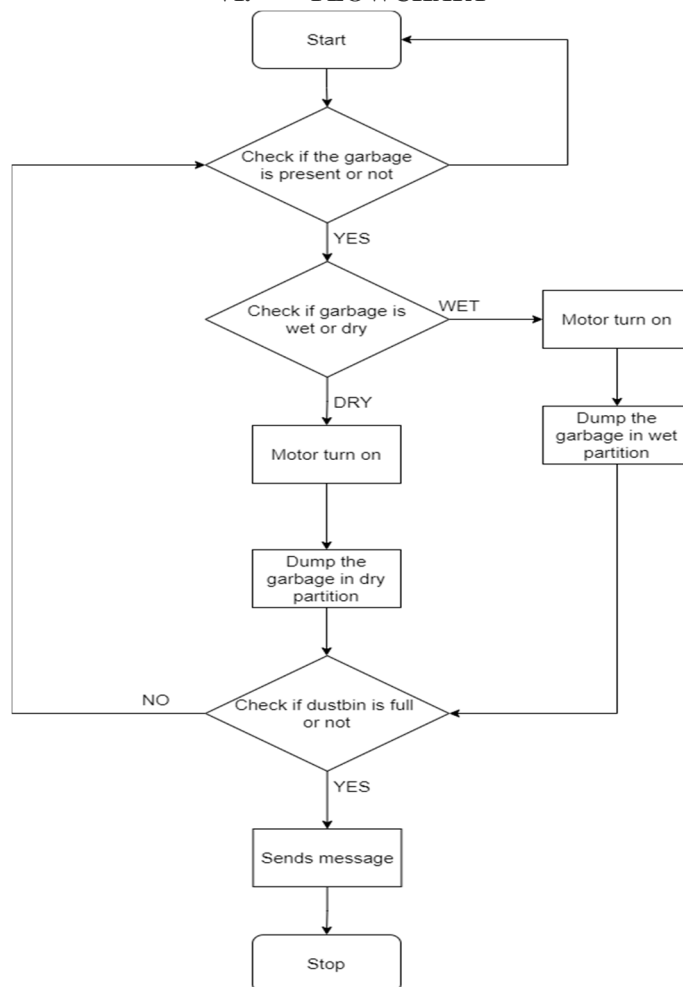 Start
Check if the garbage
is present or not
YES
Check if garbage is
wet or dry
WET
Motor turn on
DRY
Motor turn on
Dump the
garbage in wet
partition
Dump the
garbage in dry
partition
NO
Check if dustbin is full
or not
YES
Sends message
Stop